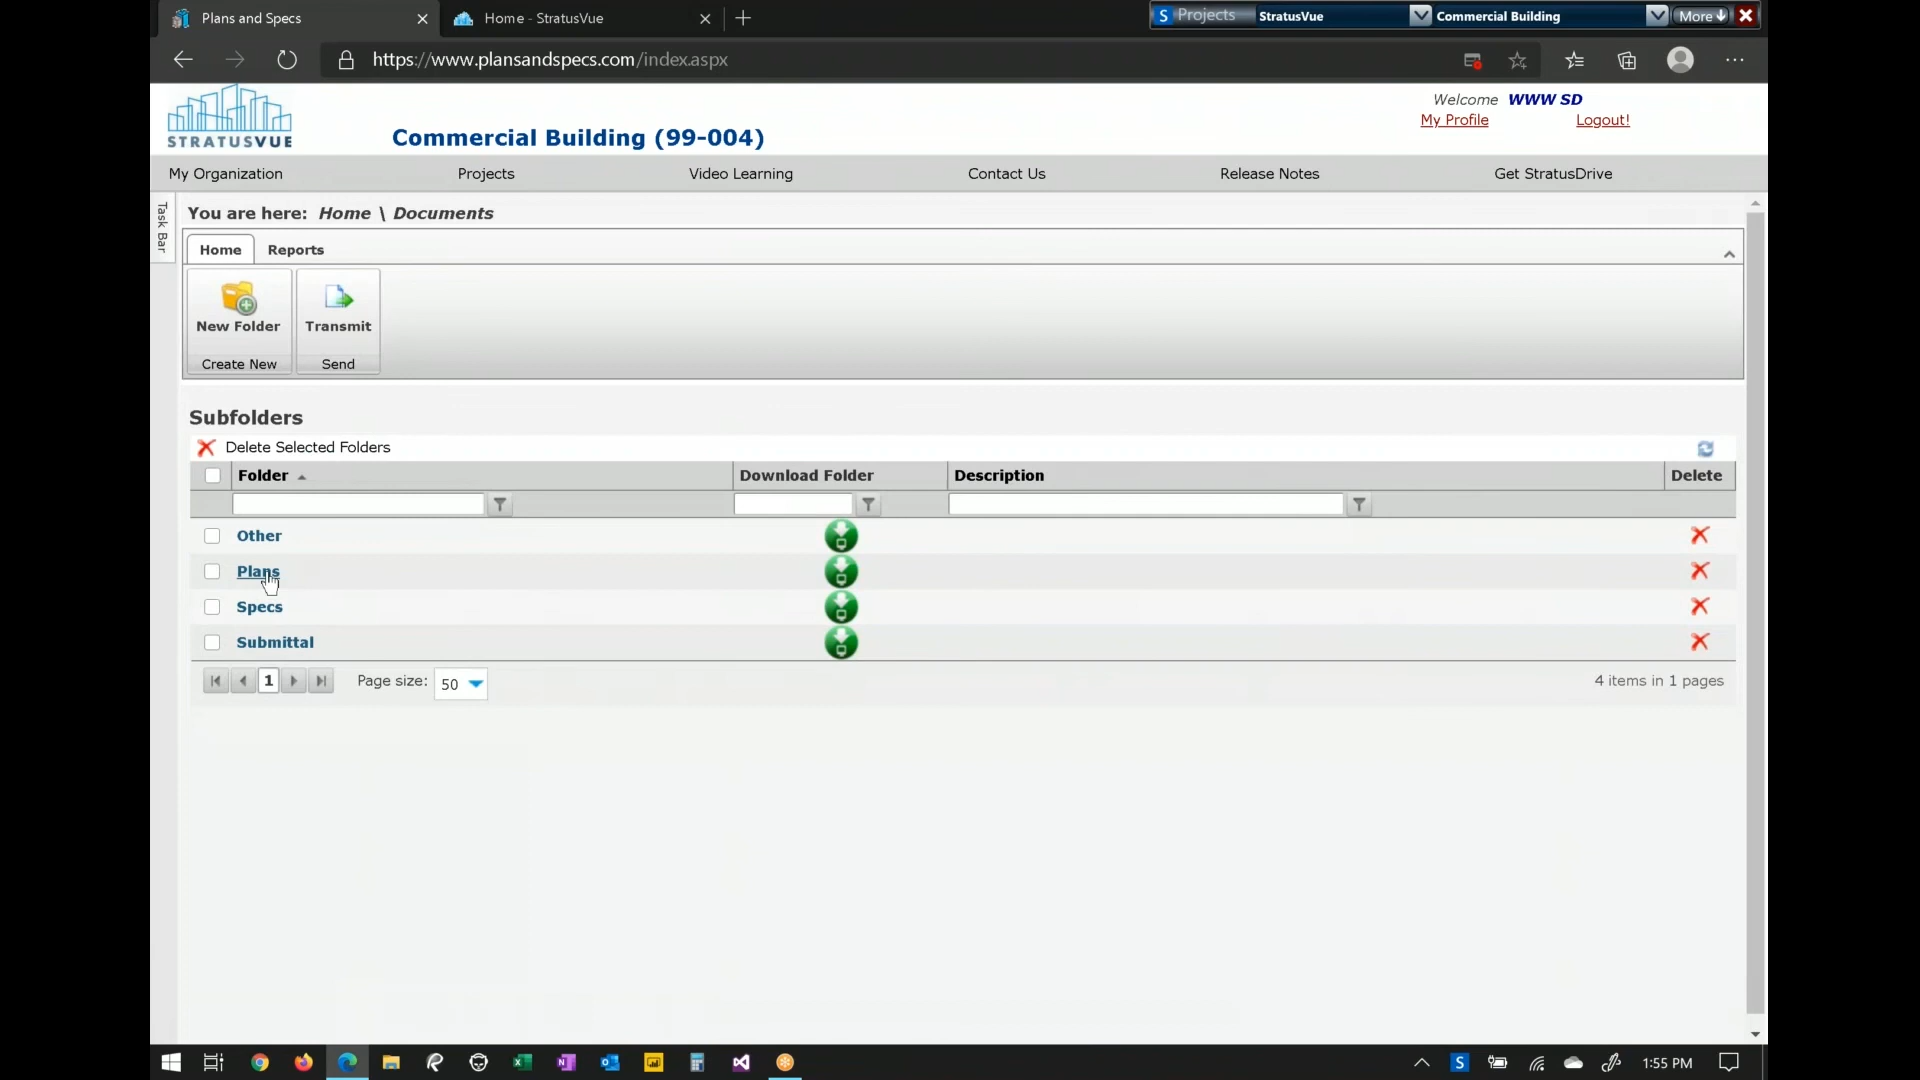 Plans and Specs
Home - StratusVue
S Projects StratusVue Commercial Building More
https://www.plansandspecs.com/index.aspx
STRATUSVUE
Commercial Building (99-004)
Welcome WWW SD
My Profile Logout!
My Organization Projects Video Learning Contact Us Release Notes Get StratusDrive
Task Bar
You are here: Home \ Documents
Home Reports
New Folder Transmit
Create New Send
Subfolders
Delete Selected Folders
Folder Download Folder Description Delete
Other
Plans
Specs
Submittal
1 Page size: 50 4 items in 1 pages
S 1:55 PM